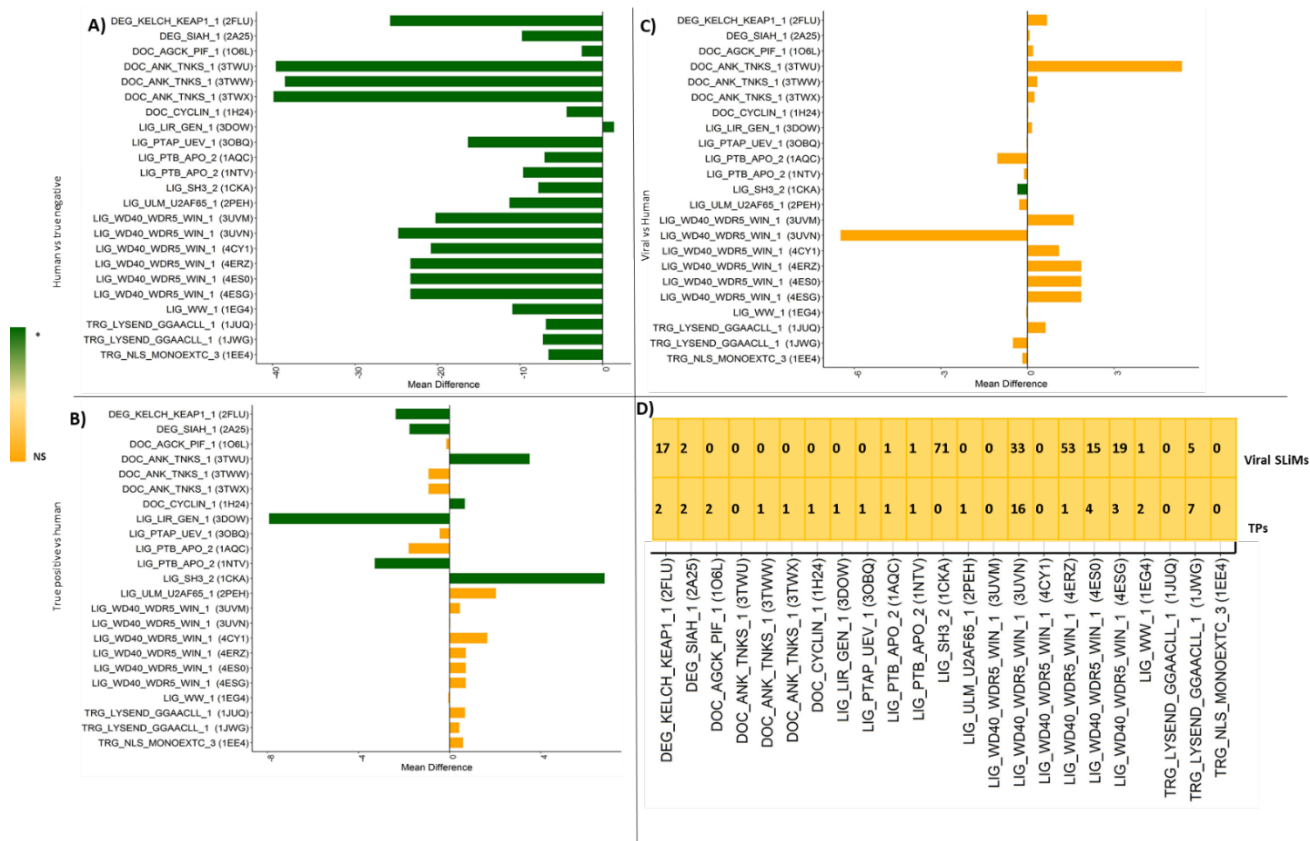 A)
DEG_KELCH_KEAP1_1 (2FLU)
DEG_SIAH_1 (2A25)
DOC_AGCK_PIF_1 (1O6L)
DOC_ANK_TNKS_1 (3TWU)
DOC_ANK_TNKS_1 (3TWW)
DOC_ANK_TNKS_1 (3TWX)
DOC_CYCLIN_1 (1H24)
LIG_LIR_GEN_1 (3DOW)
LIG_PTAP_UEV_1 (3OBQ)
LIG_PTB_APO_2 (1AQC)
LIG_PTB_APO_2 (1NTV)
LIG_SH3_2 (1CKA)
LIG_ULM_U2AF65_1 (2PEH)
LIG_WD40_WDR5_WIN_1 (3UVM)
LIG_WD40_WDR5_WIN_1 (3UVN)
LIG_WD40_WDR5_WIN_1 (4CY1)
LIG_WD40_WDR5_WIN_1 (4ERZ)
LIG_WD40_WDR5_WIN_1 (4ES0)
LIG_WD40_WDR5_WIN_1 (4ESG)
LIG_WW_1 (1EG4)
TRG_LYSEND_GGAACLL_1 (1JUQ)
TRG_LYSEND_GGAACLL_1 (1JWG)
TRG_NLS_MONOEXTC_3 (1EE4)
Human vs true negative
-40 -30 -20 -10 0
Mean Difference
*
NS
B)
DEG_KELCH_KEAP1_1 (2FLU)
DEG_SIAH_1 (2A25)
DOC_AGCK_PIF_1 (1O6L)
DOC_ANK_TNKS_1 (3TWU)
DOC_ANK_TNKS_1 (3TWW)
DOC_ANK_TNKS_1 (3TWX)
DOC_CYCLIN_1 (1H24)
LIG_LIR_GEN_1 (3DOW)
LIG_PTAP_UEV_1 (3OBQ)
LIG_PTB_APO_2 (1AQC)
LIG_PTB_APO_2 (1NTV)
LIG_SH3_2 (1CKA)
LIG_ULM_U2AF65_1 (2PEH)
LIG_WD40_WDR5_WIN_1 (3UVM)
LIG_WD40_WDR5_WIN_1 (3UVN)
LIG_WD40_WDR5_WIN_1 (4CY1)
LIG_WD40_WDR5_WIN_1 (4ERZ)
LIG_WD40_WDR5_WIN_1 (4ES0)
LIG_WD40_WDR5_WIN_1 (4ESG)
LIG_WW_1 (1EG4)
TRG_LYSEND_GGAACLL_1 (1JUQ)
TRG_LYSEND_GGAACLL_1 (1JWG)
TRG_NLS_MONOEXTC_3 (1EE4)
True positive vs human
-8 0 4
Mean Difference
C)
DEG_KELCH_KEAP1_1 (2FLU)
DEG_SIAH_1 (2A25)
DOC_AGCK_PIF_1 (1O6L)
DOC_ANK_TNKS_1 (3TWU)
DOC_ANK_TNKS_1 (3TWW)
DOC_ANK_TNKS_1 (3TWX)
DOC_CYCLIN_1 (1H24)
LIG_LIR_GEN_1 (3DOW)
LIG_PTAP_UEV_1 (3OBQ)
LIG_PTB_APO_2 (1AQC)
LIG_PTB_APO_2 (1NTV)
LIG_SH3_2 (1CKA)
LIG_ULM_U2AF65_1 (2PEH)
LIG_WD40_WDR5_WIN_1 (3UVM)
LIG_WD40_WDR5_WIN_1 (3UVN)
LIG_WD40_WDR5_WIN_1 (4CY1)
LIG_WD40_WDR5_WIN_1 (4ERZ)
LIG_WD40_WDR5_WIN_1 (4ES0)
LIG_WD40_WDR5_WIN_1 (4ESG)
LIG_WW_1 (1EG4)
TRG_LYSEND_GGAACLL_1 (1JUQ)
TRG_LYSEND_GGAACLL_1 (1JWG)
TRG_NLS_MONOEXTC_3 (1EE4)
Viral vs Human
-6 0 3
Mean Difference
D)
17 2 0 0 0 0 0 0 0 1 1 71 0 0 33 0 53 15 19 1 0 5 0 Viral SLiMs
2 2 2 0 1 1 1 1 1 1 1 0 1 0 16 0 1 4 3 2 0 7 0 TPs
DEG_KELCH_KEAP1_1 (2FLU)
DEG_SIAH_1 (2A25)
DOC_AGCK_PIF_1 (1O6L)
DOC_ANK_TNKS_1 (3TWU)
DOC_ANK_TNKS_1 (3TWW)
DOC_ANK_TNKS_1 (3TWX)
DOC_CYCLIN_1 (1H24)
LIG_LIR_GEN_1 (3DOW)
LIG_PTAP_UEV_1 (3OBQ)
LIG_PTB_APO_2 (1AQC)
LIG_PTB_APO_2 (1NTV)
LIG_SH3_2 (1CKA)
LIG_ULM_U2AF65_1 (2PEH)
LIG_WD40_WDR5_WIN_1 (3UVM)
LIG_WD40_WDR5_WIN_1 (3UVN)
LIG_WD40_WDR5_WIN_1 (4CY1)
LIG_WD40_WDR5_WIN_1 (4ERZ)
LIG_WD40_WDR5_WIN_1 (4ES0)
LIG_WD40_WDR5_WIN_1 (4ESG)
LIG_WW_1 (1EG4)
TRG_LYSEND_GGAACLL_1 (1JUQ)
TRG_LYSEND_GGAACLL_1 (1JWG)
TRG_NLS_MONOEXTC_3 (1EE4)